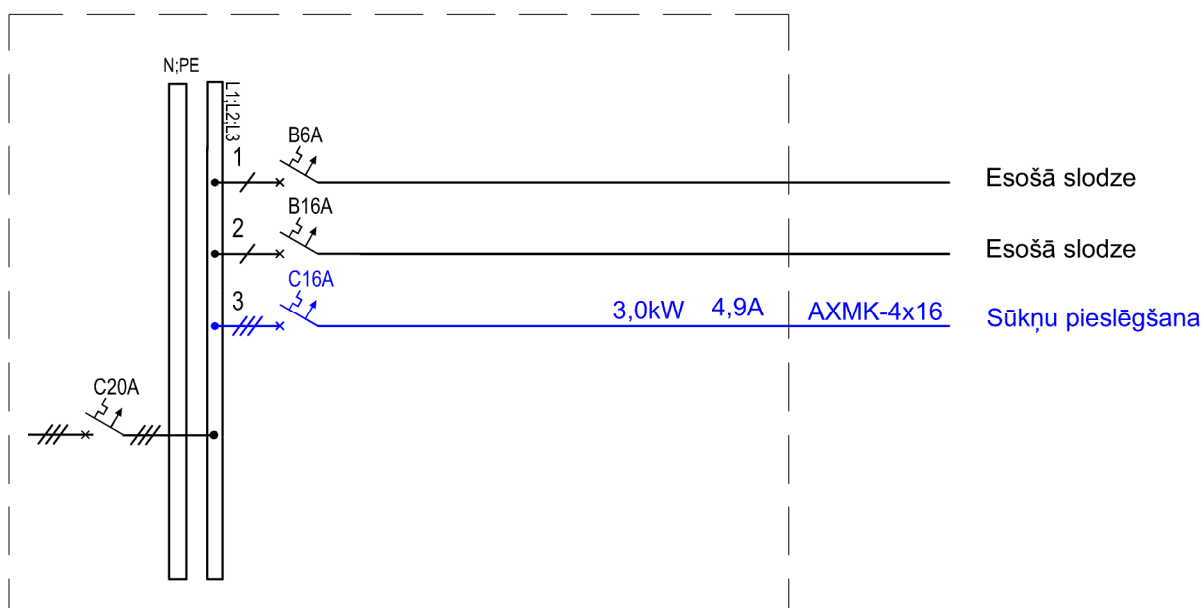 N;PE
L1;L2;L3
1
B6A
Esošā slodze
2
B16A
Esošā slodze
3
C16A
3,0kW 4,9A AXMK-4x16
Sūkņu pieslēgšana
C20A